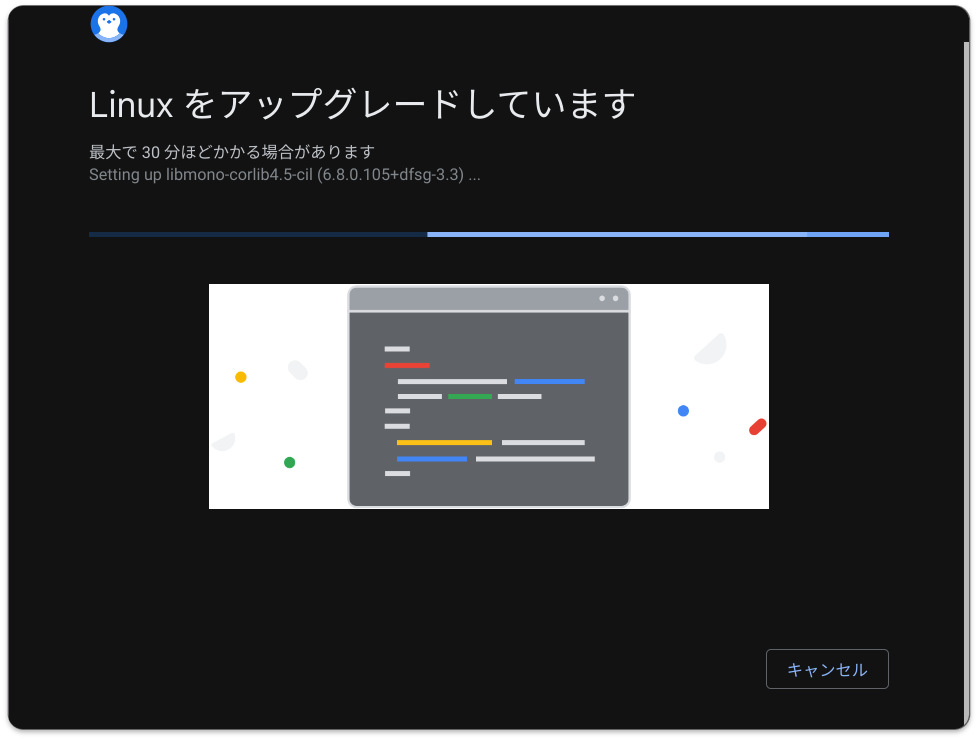 Linux をアップグレードしています
最大で 30 分ほどかかる場合があります
Setting up libmono-corlib4.5-cil (6.8.0.105+dfsg-3.3) ...
キャンセル